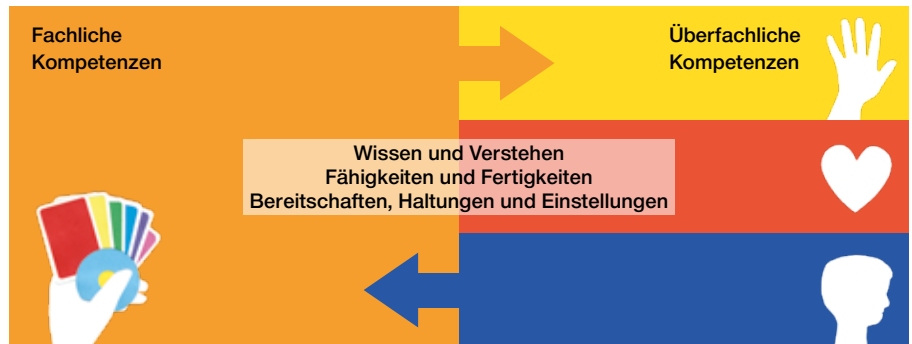 Fachliche
Kompetenzen
Überfachliche
Kompetenzen
Wissen und Verstehen
Fähigkeiten und Fertigkeiten
Bereitschaften, Haltungen und Einstellungen